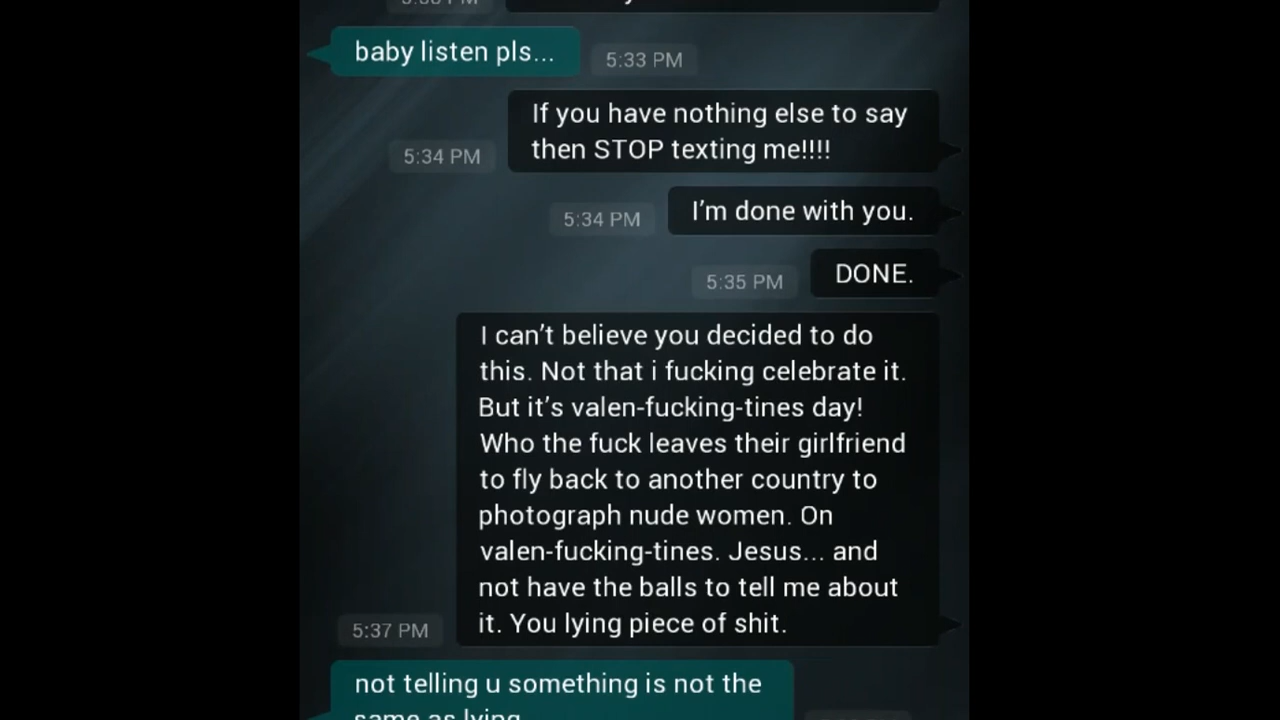 baby listen pls...
5:33 PM
If you have nothing else to say
then STOP texting me!!!!
5:34 PM
I'm done with you.
5:34 PM
DONE.
5:35 PM
I can't believe you decided to do
this. Not that i fucking celebrate it.
But it's valen-fucking-tines day!
Who the fuck leaves their girlfriend
to fly back to another country to
photograph nude women. On
valen-fucking-tines. Jesus... and
not have the balls to tell me about
it. You lying piece of shit.
5:37 PM
not telling u something is not the
same as lying